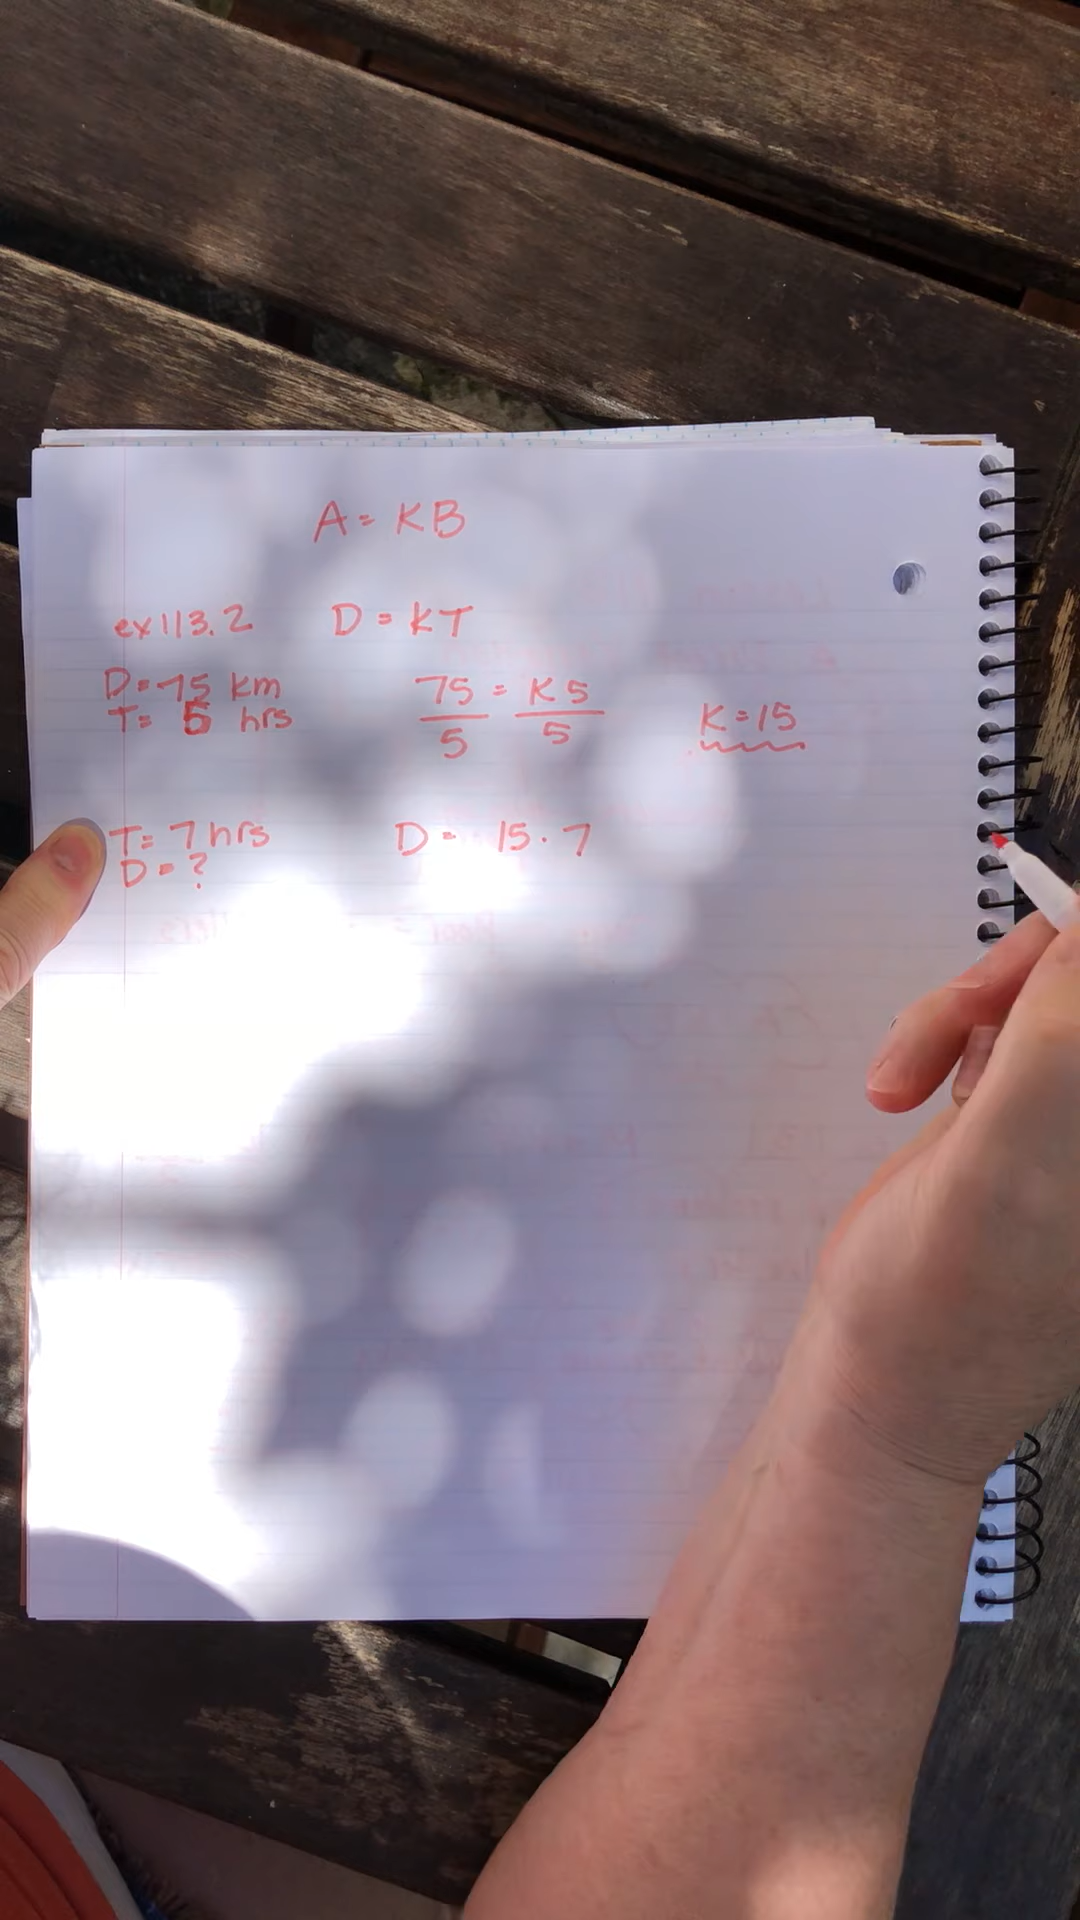 A = KB
ex 113.2 D = KT
D = 75 km
T = 5 hrs
75 = K5
5 5
K = 15
T = 7 hrs
D = ?
D = 15 · 7